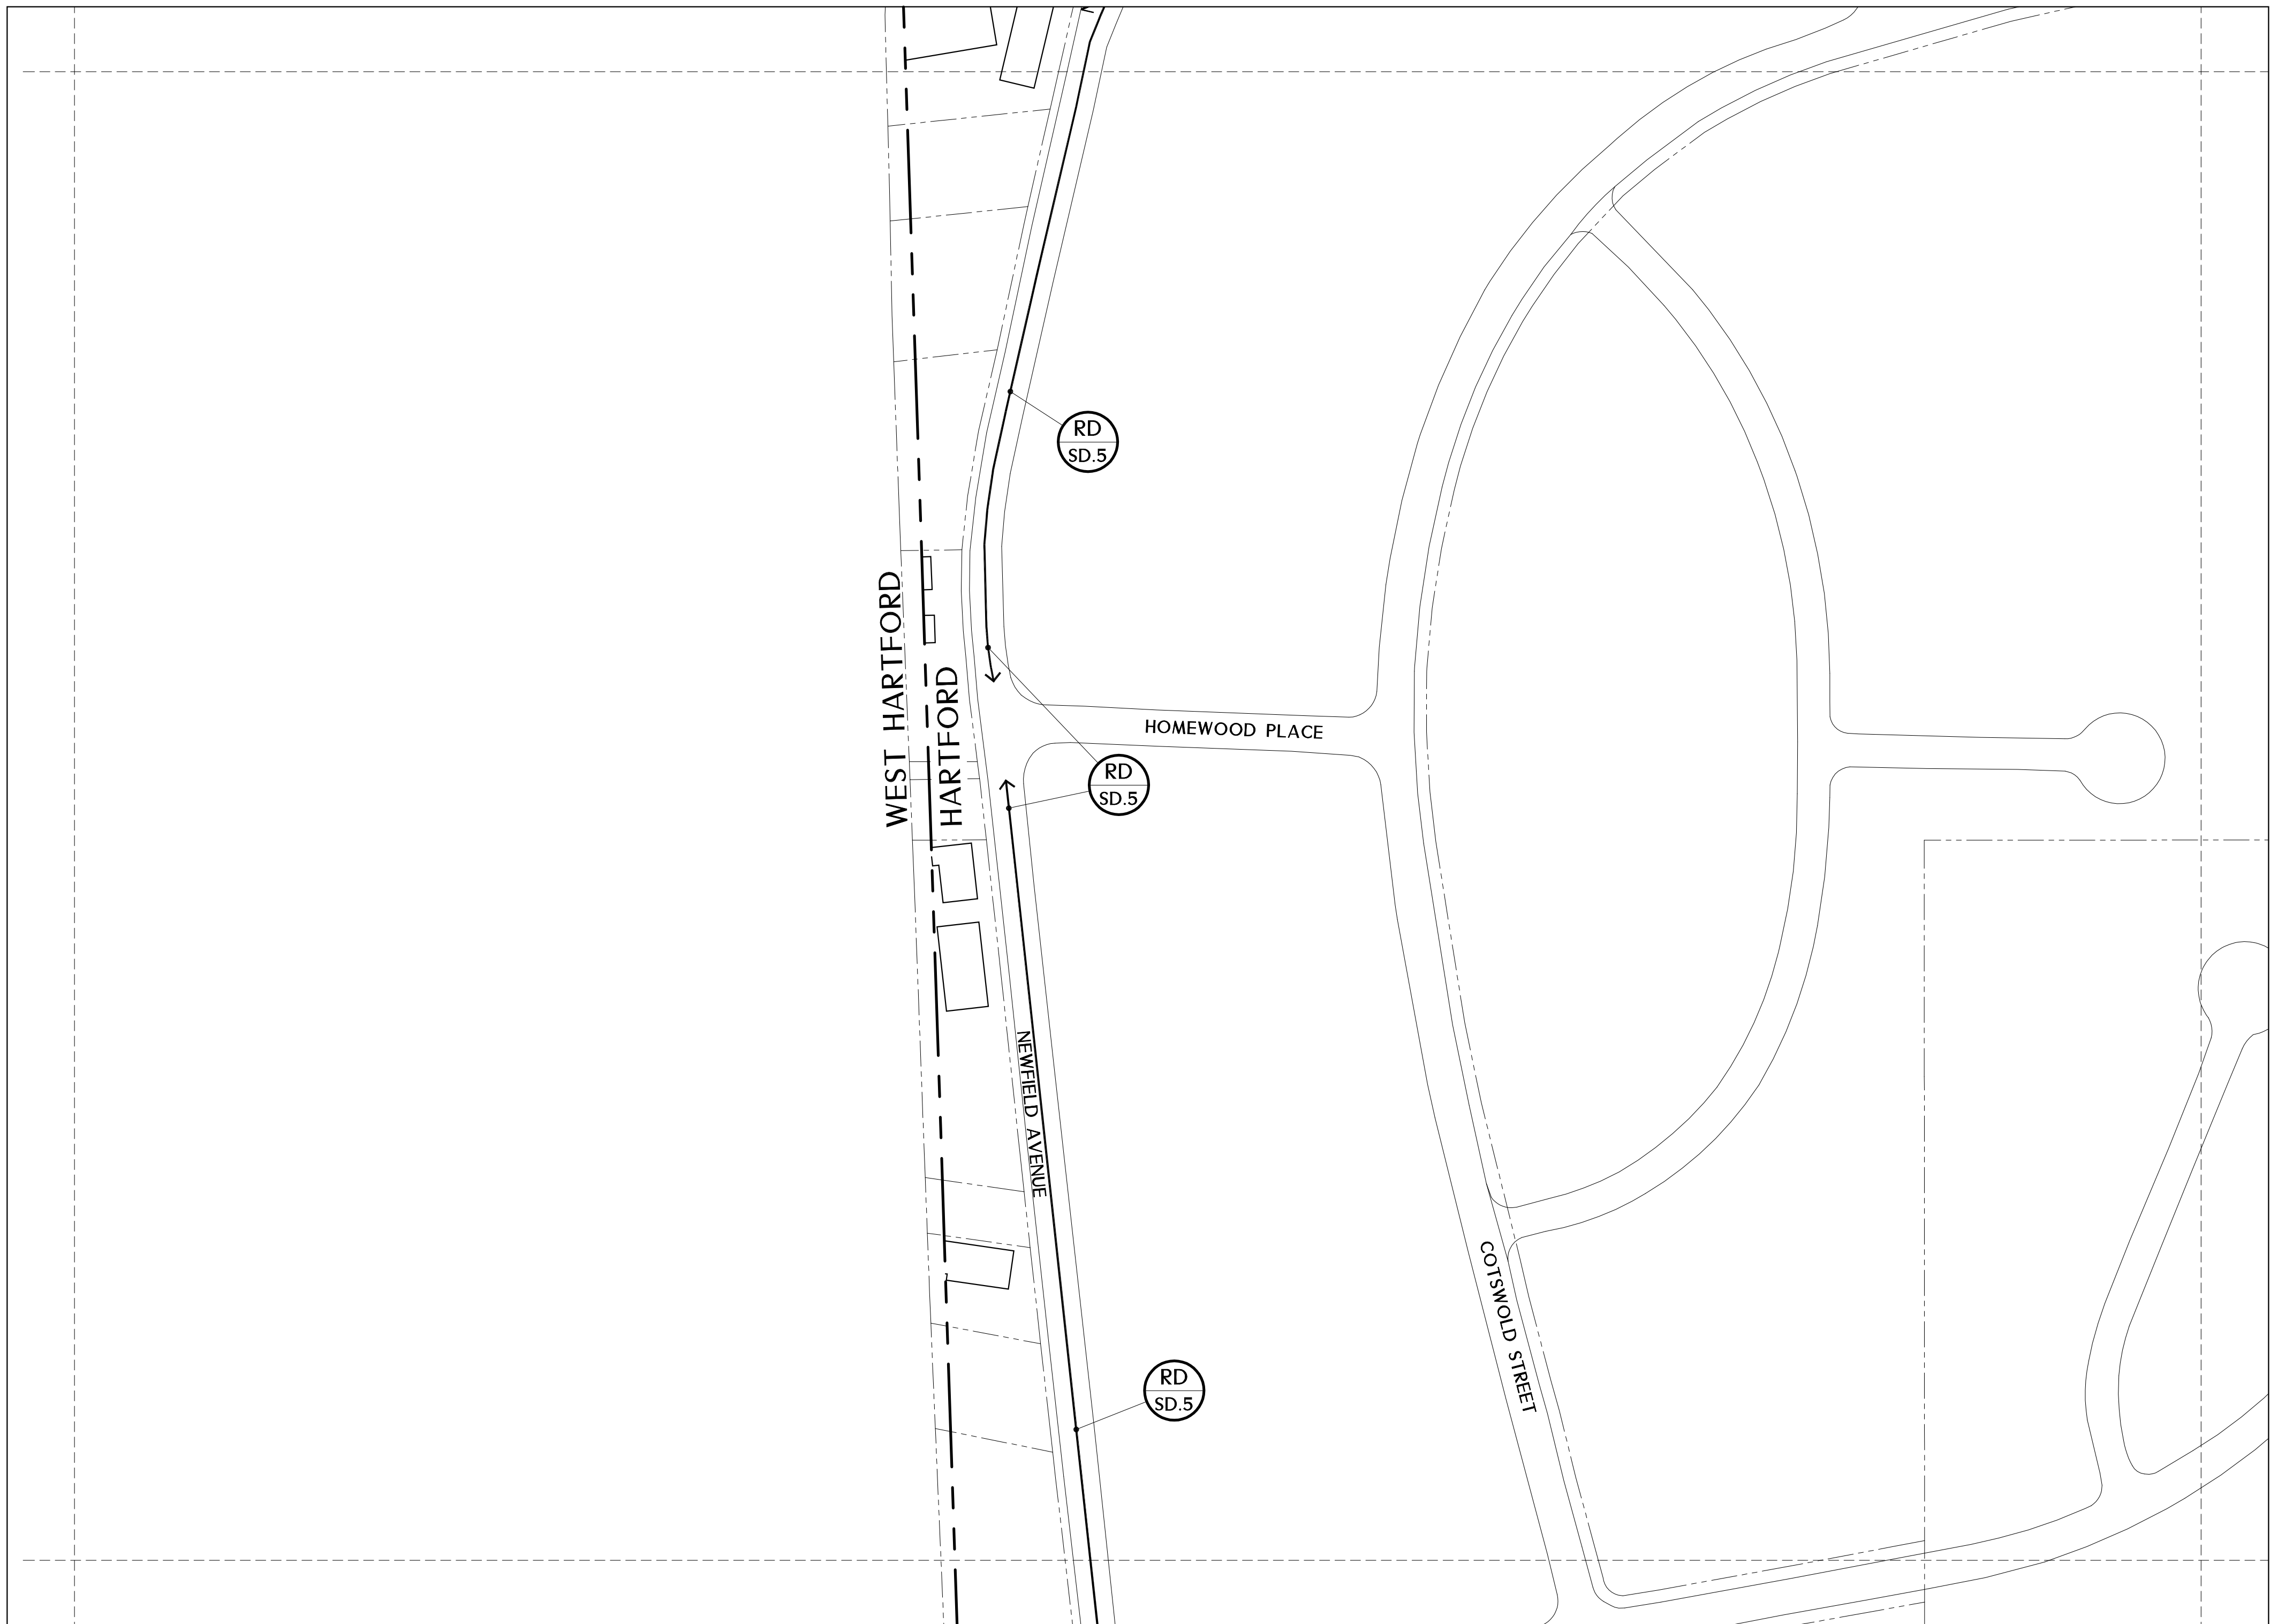 RD
SD.5
WEST HARTFORD
HARTFORD
HOMEWOOD PLACE
RD
SD.5
NEWFIELD AVENUE
COTSWOLD STREET
RD
SD.5